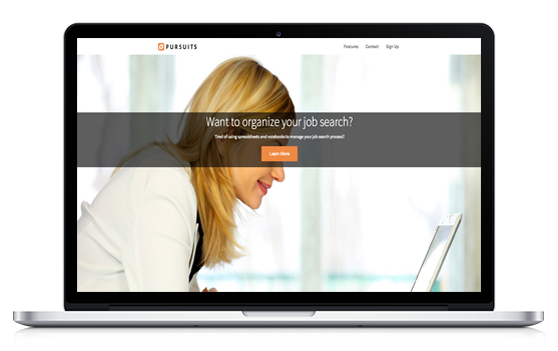 PURSUITS
Features Contact Sign Up
Want to organize your job search?
Tired of using spreadsheets and notebooks to manage your job search process?
Learn More